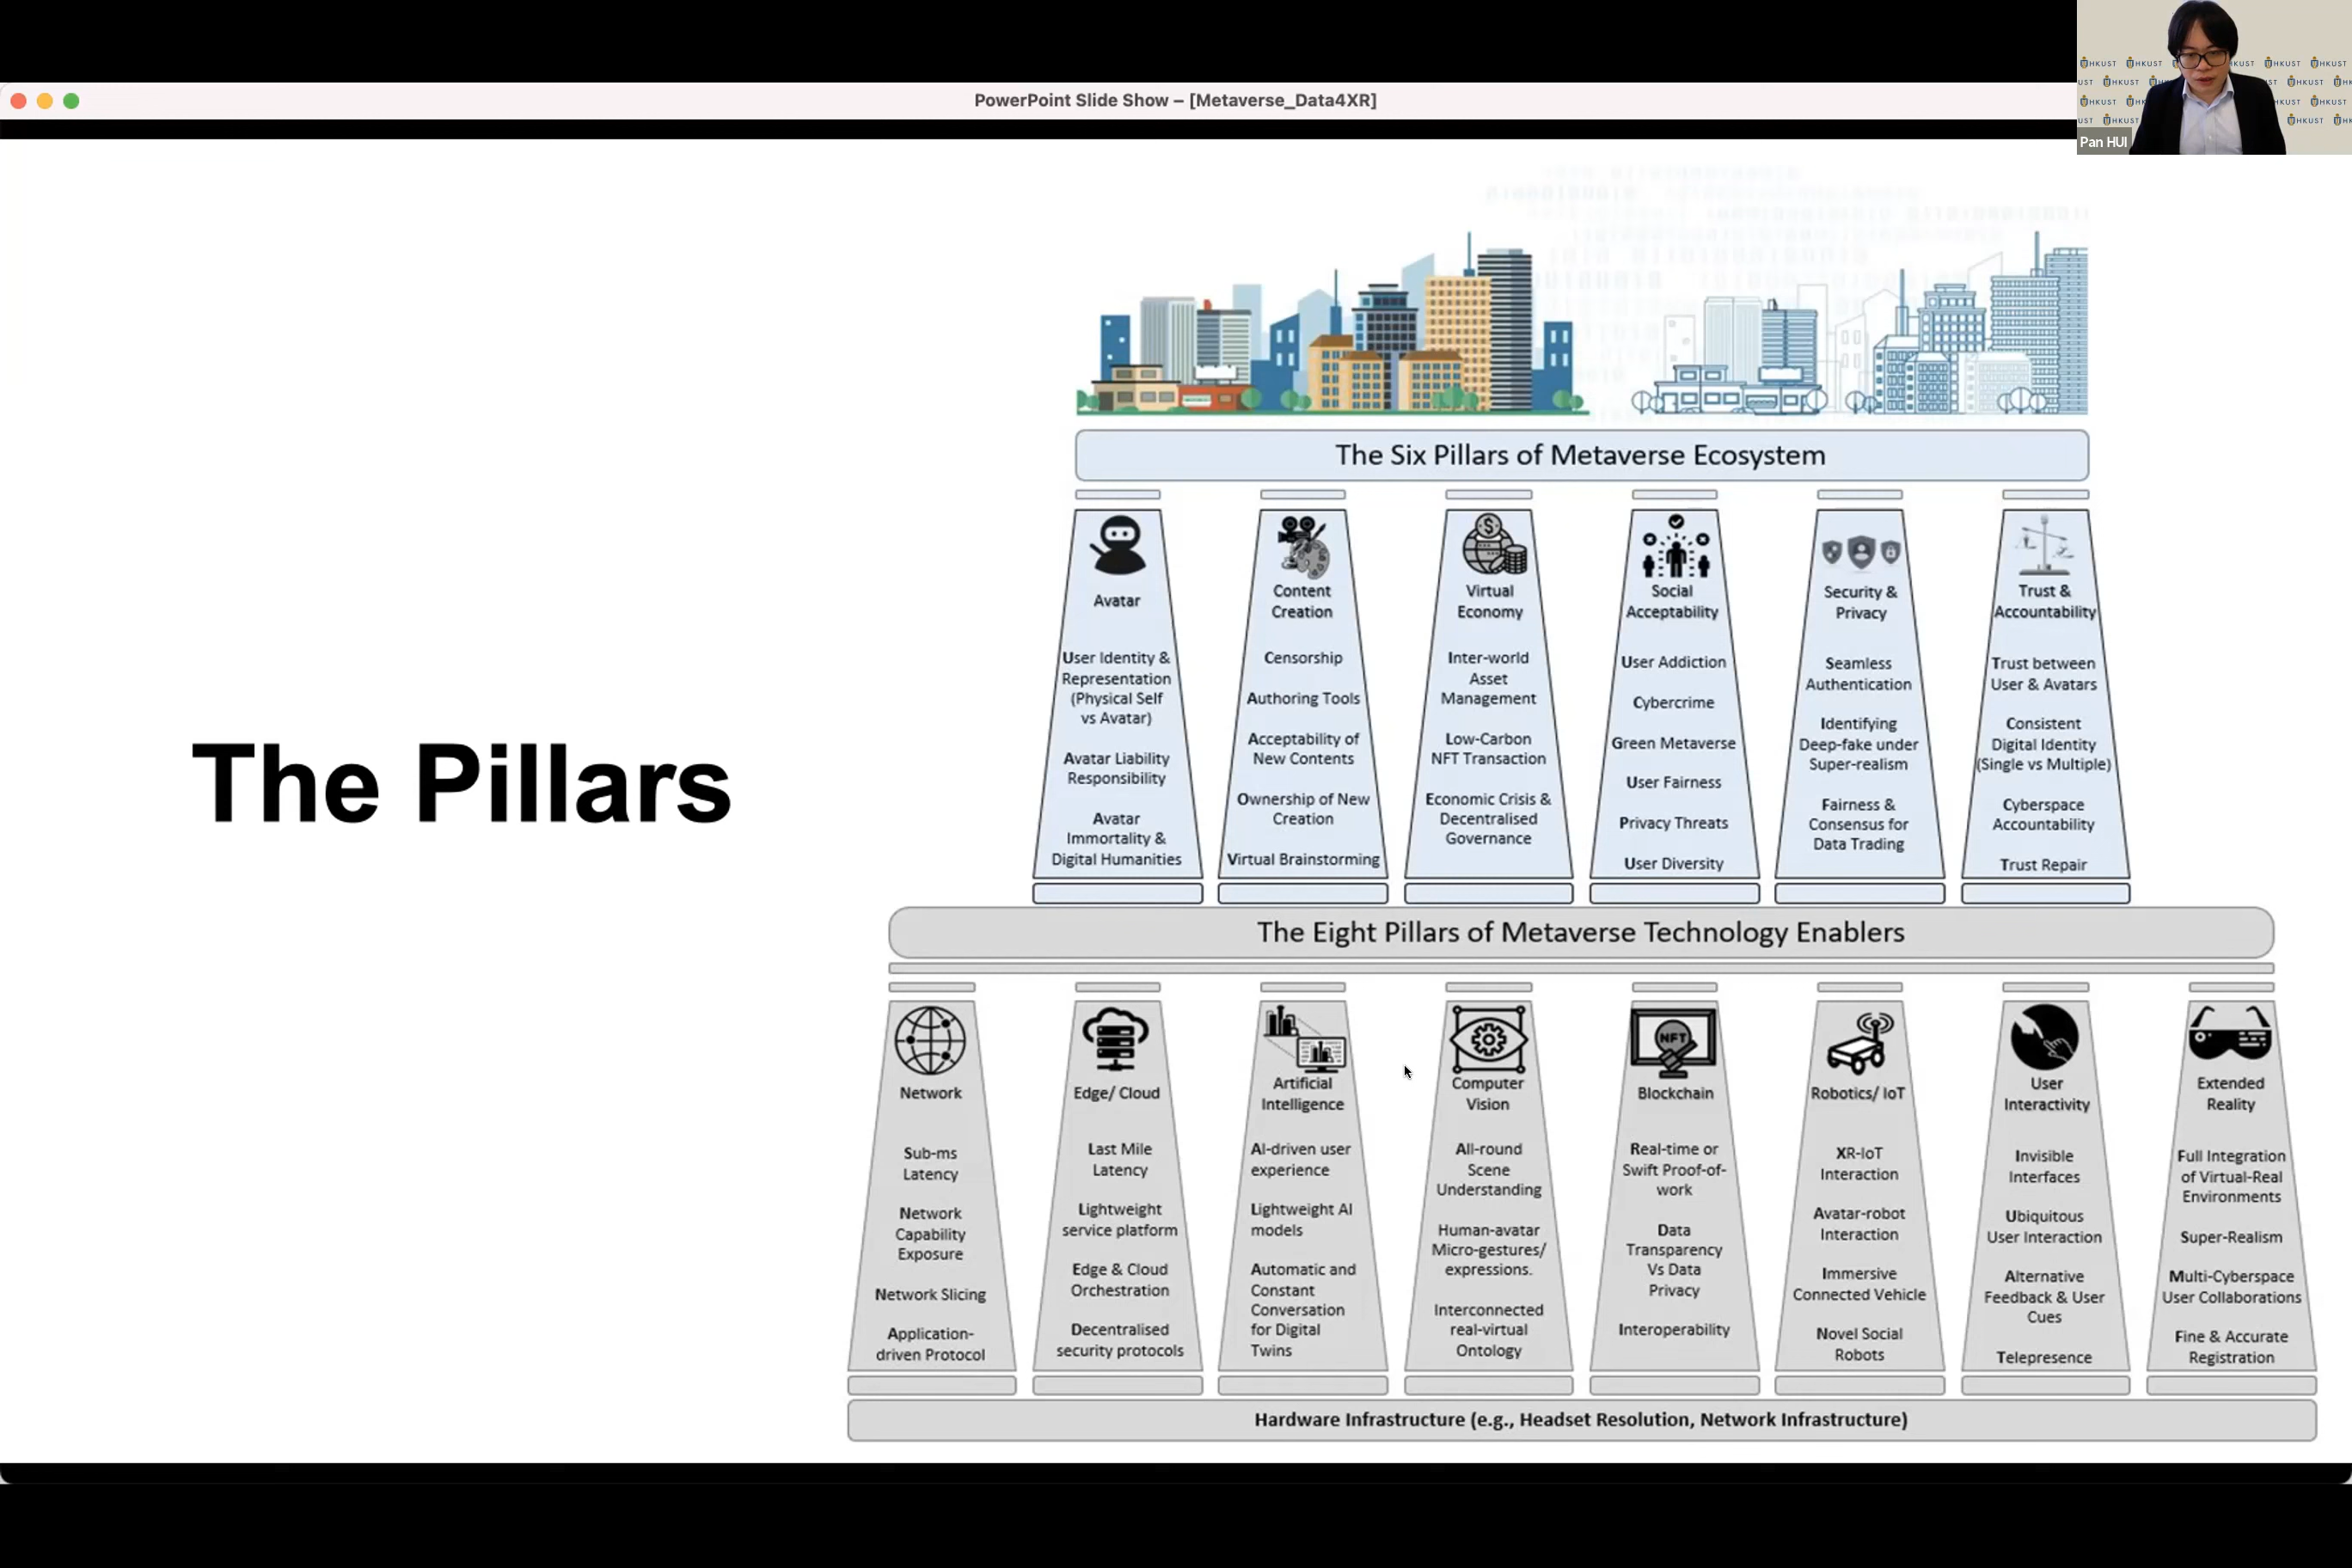 PowerPoint Slide Show – [Metaverse_Data4XR]
HKUST
Pan HUI
The Pillars
The Six Pillars of Metaverse Ecosystem
Avatar
User Identity &
Representation
(Physical Self
vs Avatar)
Avatar Liability
Responsibility
Avatar
Immortality &
Digital Humanities
Content
Creation
Censorship
Authoring Tools
Acceptability of
New Contents
Ownership of New
Creation
Virtual Brainstorming
Virtual
Economy
Inter-world
Asset
Management
Low-Carbon
NFT Transaction
Economic Crisis &
Decentralised
Governance
Social
Acceptability
User Addiction
Cybercrime
Green Metaverse
User Fairness
Privacy Threats
User Diversity
Security &
Privacy
Seamless
Authentication
Identifying
Deep-fake under
Super-realism
Fairness &
Consensus for
Data Trading
Trust &
Accountability
Trust between
User & Avatars
Consistent
Digital Identity
(Single vs Multiple)
Cyberspace
Accountability
Trust Repair
The Eight Pillars of Metaverse Technology Enablers
Network
Sub-ms
Latency
Network
Capability
Exposure
Network Slicing
Application-
driven Protocol
Edge/ Cloud
Last Mile
Latency
Lightweight
service platform
Edge & Cloud
Orchestration
Decentralised
security protocols
Artificial
Intelligence
AI-driven user
experience
Lightweight AI
models
Automatic and
Constant
Conversation
for Digital
Twins
Computer
Vision
All-round
Scene
Understanding
Human-avatar
Micro-gestures/
expressions.
Interconnected
real-virtual
Ontology
NFT
Blockchain
Real-time or
Swift Proof-of-
work
Data
Transparency
Vs Data
Privacy
Interoperability
Robotics/ IoT
XR-IoT
Interaction
Avatar-robot
Interaction
Immersive
Connected Vehicle
Novel Social
Robots
User
Interactivity
Invisible
Interfaces
Ubiquitous
User Interaction
Alternative
Feedback & User
Cues
Telepresence
Extended
Reality
Full Integration
of Virtual-Real
Environments
Super-Realism
Multi-Cyberspace
User Collaborations
Fine & Accurate
Registration
Hardware Infrastructure (e.g., Headset Resolution, Network Infrastructure)